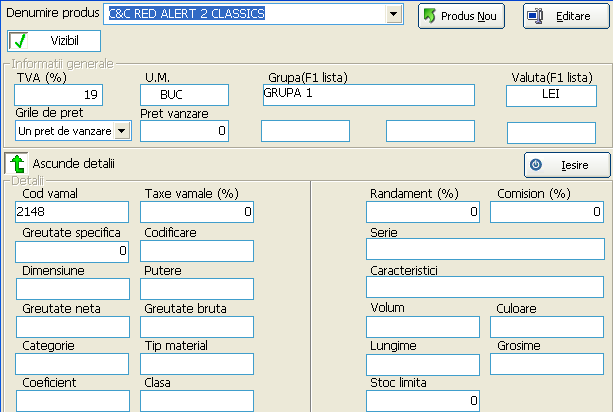 Denumire produs C&C RED ALERT 2 CLASSICS Produs Nou Editare
Vizibil
Informatii generale
TVA (%) U.M. Grupa(F1 lista) Valuta(F1 lista)
19 BUC GRUPA 1 LEI
Grile de pret Pret vanzare
Un pret de vanzare 0
Ascunde detalii Iesire
Detalii
Cod vamal Taxe vamale (%) Randament (%) Comision (%)
2148 0 0 0
Greutate specifica Codificare Serie
0
Dimensiune Putere Caracteristici
Greutate neta Greutate bruta Volum Culoare
Categorie Tip material Lungime Grosime
Coeficient Clasa Stoc limita
0